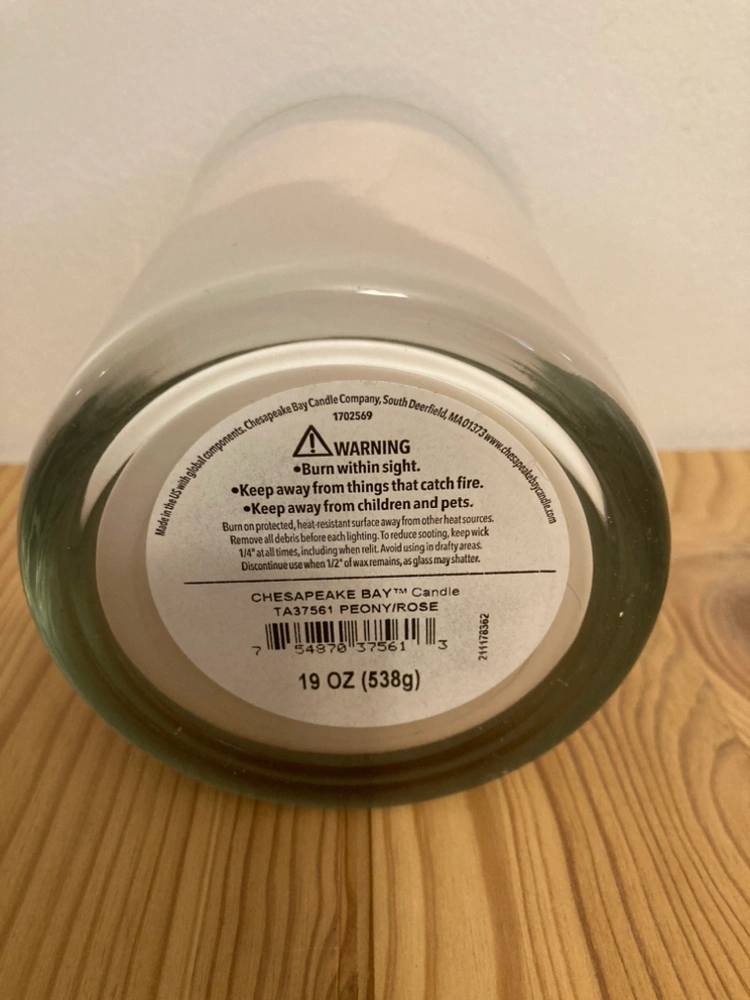 Made in the US with global components. Chesapeake Bay Candle Company, South Deerfield, MA 01373 www.chesapeakebaycandle.com
1702569
WARNING
•Burn within sight.
•Keep away from things that catch fire.
•Keep away from children and pets.
Burn on protected, heat-resistant surface away from other heat sources.
Remove all debris before each lighting. To reduce sooting, keep wick
1/4" at all times, including when relit. Avoid using in drafty areas.
Discontinue use when 1/2" of wax remains, as glass may shatter.
CHESAPEAKE BAY™ Candle
TA37561 PEONY/ROSE
7 54870 37561 3
211178362
19 OZ (538g)